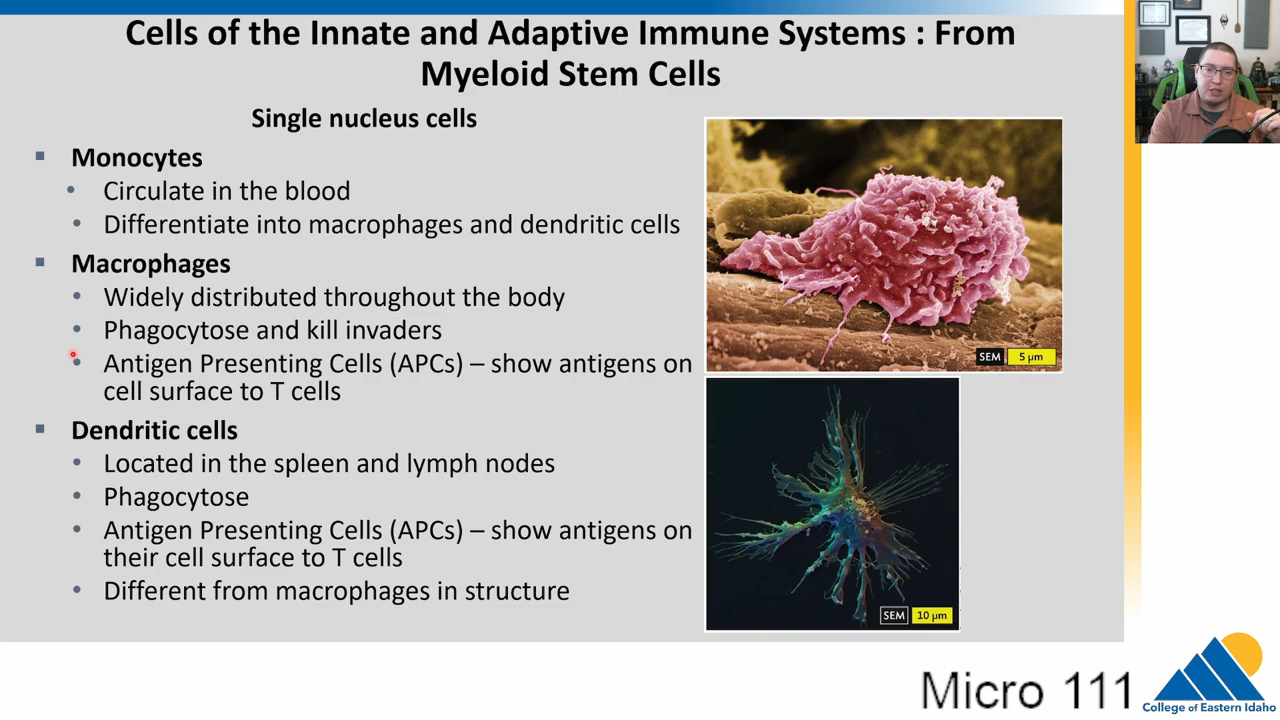 Cells of the Innate and Adaptive Immune Systems : From
Myeloid Stem Cells
Single nucleus cells
▪ Monocytes
• Circulate in the blood
• Differentiate into macrophages and dendritic cells
▪ Macrophages
• Widely distributed throughout the body
• Phagocytose and kill invaders
• Antigen Presenting Cells (APCs) – show antigens on
cell surface to T cells
▪ Dendritic cells
• Located in the spleen and lymph nodes
• Phagocytose
• Antigen Presenting Cells (APCs) – show antigens on
their cell surface to T cells
• Different from macrophages in structure
SEM 5 µm
SEM 10 µm
Micro 111
College of Eastern Idaho